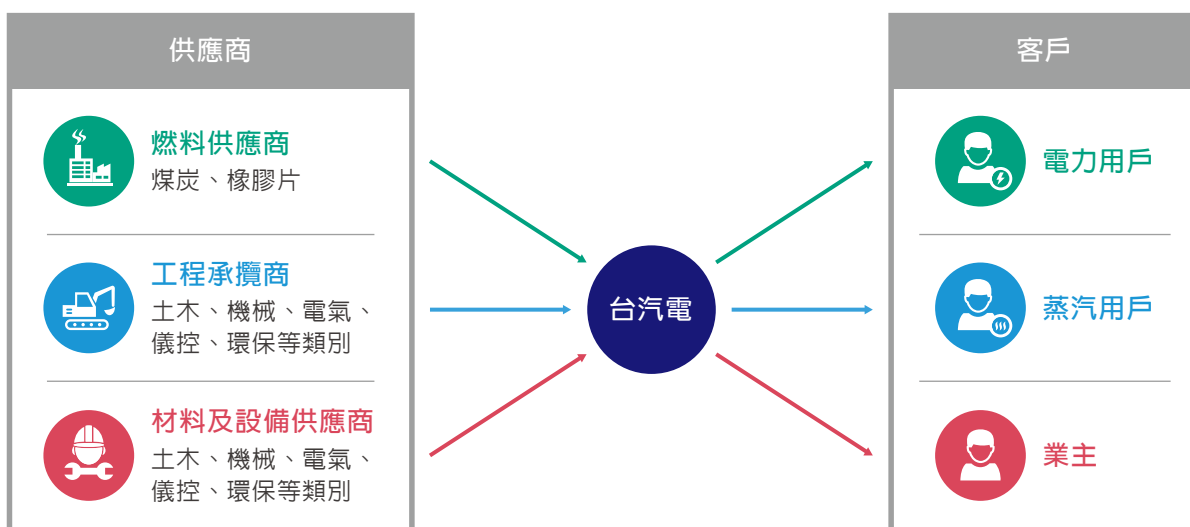 供應商
燃料供應商
煤炭、橡膠片
工程承攬商
土木、機械、電氣、
儀控、環保等類別
材料及設備供應商
土木、機械、電氣、
儀控、環保等類別
台汽電
客戶
電力用戶
蒸汽用戶
業主